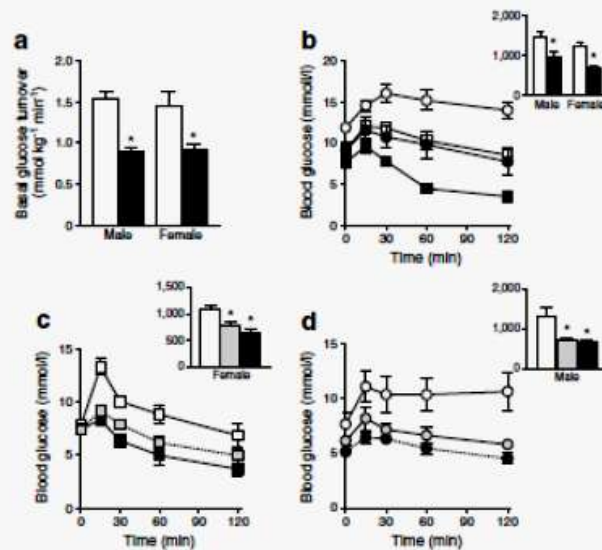 a
Basal glucose turnover
(mmol kg⁻¹ min⁻¹)
2.0
1.5
1.0
0.5
0
Male Female
b
Blood glucose (mmol/l)
20
15
10
5
0
0 30 60 90 120
Time (min)
2,000
1,000
0
* *
Male Female
c
Blood glucose (mmol/l)
15
10
5
0
0 30 60 90 120
Time (min)
1,500
1,000
500
0
* *
Female
d
Blood glucose (mmol/l)
15
10
5
0
0 30 60 90 120
Time (min)
2,000
1,000
0
* *
Male